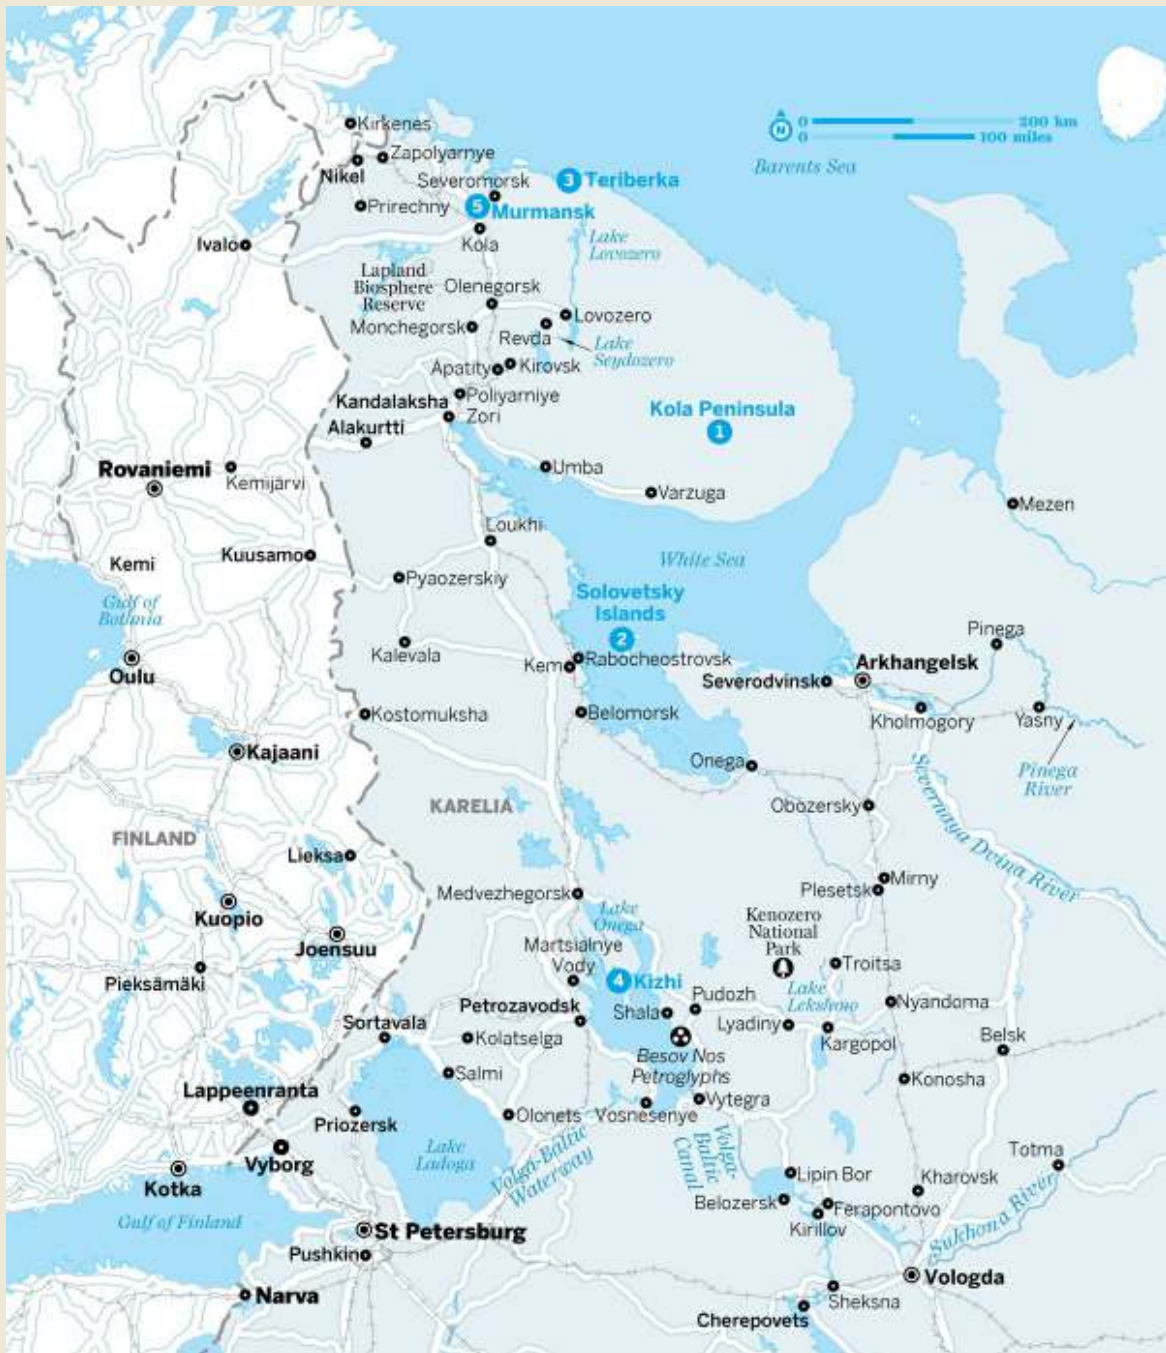 Kirkenes
0 200 km
N
0 100 miles
Zapolyarnye
Barents Sea
Nikel
Severomorsk
3 Teriberka
Prirechny
5 Murmansk
Ivalo
Kola
Lake
Lovozero
Lapland
Biosphere
Reserve
Olenegorsk
Monchegorsk
Lovozero
Revda
Lake
Seydozero
Apatity
Kirovsk
Poliyarniye
Zori
Kandalaksha
Alakurtti
Kola Peninsula
1
Rovaniemi
Kemijärvi
Umba
Varzuga
Mezen
Loukhi
Kemi
Kuusamo
White Sea
Pyaozerskiy
Solovetsky
Islands
2
Gulf of
Bothnia
Pinega
Oulu
Kalevala
Kem
Rabocheostrovsk
Arkhangelsk
Severodvinsk
Kostomuksha
Belomorsk
Kholmogory
Yasny
Kajaani
Onega
Pinega
River
Severnaya Dvina River
KARELIA
Obozersky
FINLAND
Lieksa
Medvezhegorsk
Mirny
Plesetsk
Kuopio
Lake
Onega
Kenozero
National
Park
Joensuu
Martsialnye
Vody
Troitsa
Pieksämäki
4 Kizhi
Lake
Lekshmo
Pudozh
Nyandoma
Petrozavodsk
Shala
Sortavala
Lyadiny
Kargopol
Belsk
Kolatselga
Besov Nos
Petroglyphs
Salmi
Konosha
Lappeenranta
Priozersk
Olonets
Vosnesenye
Vytegra
Vyborg
Lake
Ladoga
Volga-Baltic
Waterway
Volga-
Baltic
Canal
Totma
Kotka
Lipin Bor
Kharovsk
Belozersk
Ferapontovo
Kirillov
Sukhona River
Gulf of Finland
St Petersburg
Pushkin
Vologda
Narva
Sheksna
Cherepovets